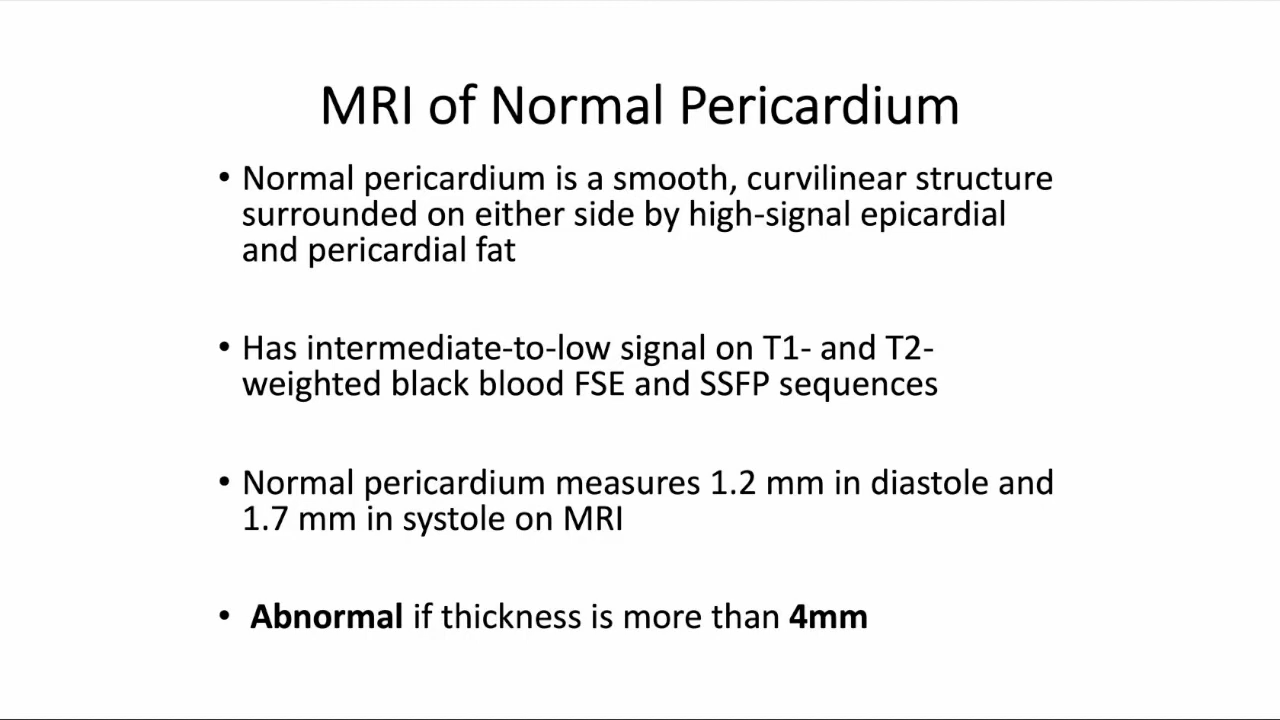 MRI of Normal Pericardium
• Normal pericardium is a smooth, curvilinear structure
surrounded on either side by high-signal epicardial
and pericardial fat
• Has intermediate-to-low signal on T1- and T2-
weighted black blood FSE and SSFP sequences
• Normal pericardium measures 1.2 mm in diastole and
1.7 mm in systole on MRI
• Abnormal if thickness is more than 4mm